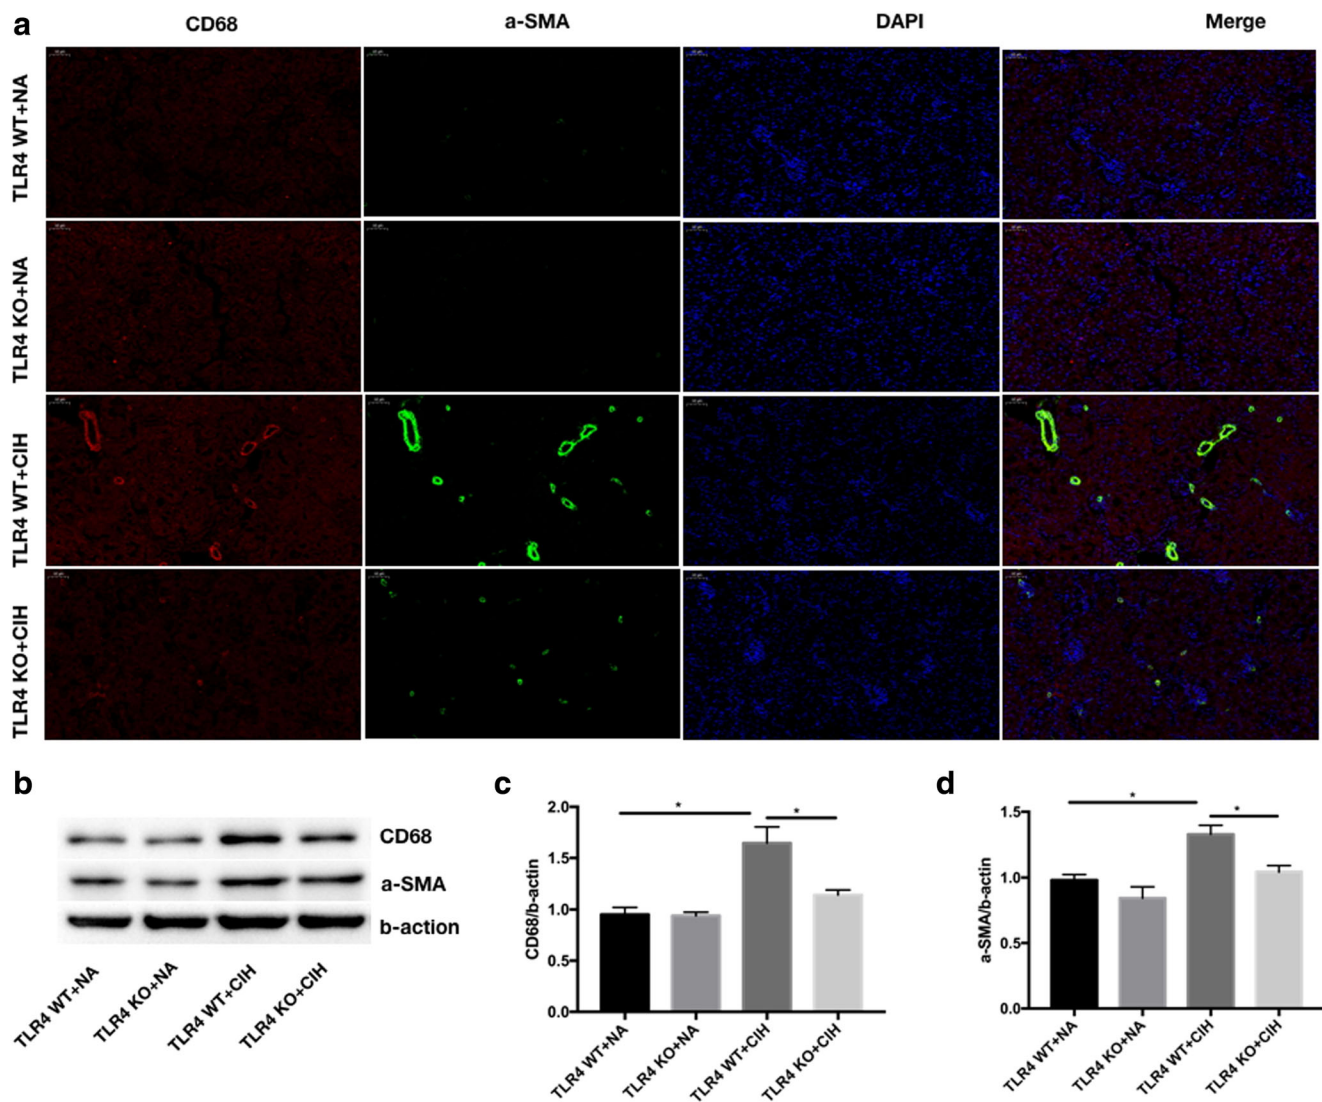 a
CD68 a-SMA DAPI Merge
TLR4 WT+NA
TLR4 KO+NA
TLR4 WT+CIH
TLR4 KO+CIH
b
CD68
a-SMA
b-action
TLR4 WT+NA
TLR4 KO+NA
TLR4 WT+CIH
TLR4 KO+CIH
c
CD68/b-actin
2.0
1.5
1.0
0.5
0.0
*
*
TLR4 WT+NA
TLR4 KO+NA
TLR4 WT+CIH
TLR4 KO+CIH
d
a-SMA/b-actin
1.5
1.0
0.5
0.0
*
*
TLR4 WT+NA
TLR4 KO+NA
TLR4 WT+CIH
TLR4 KO+CIH